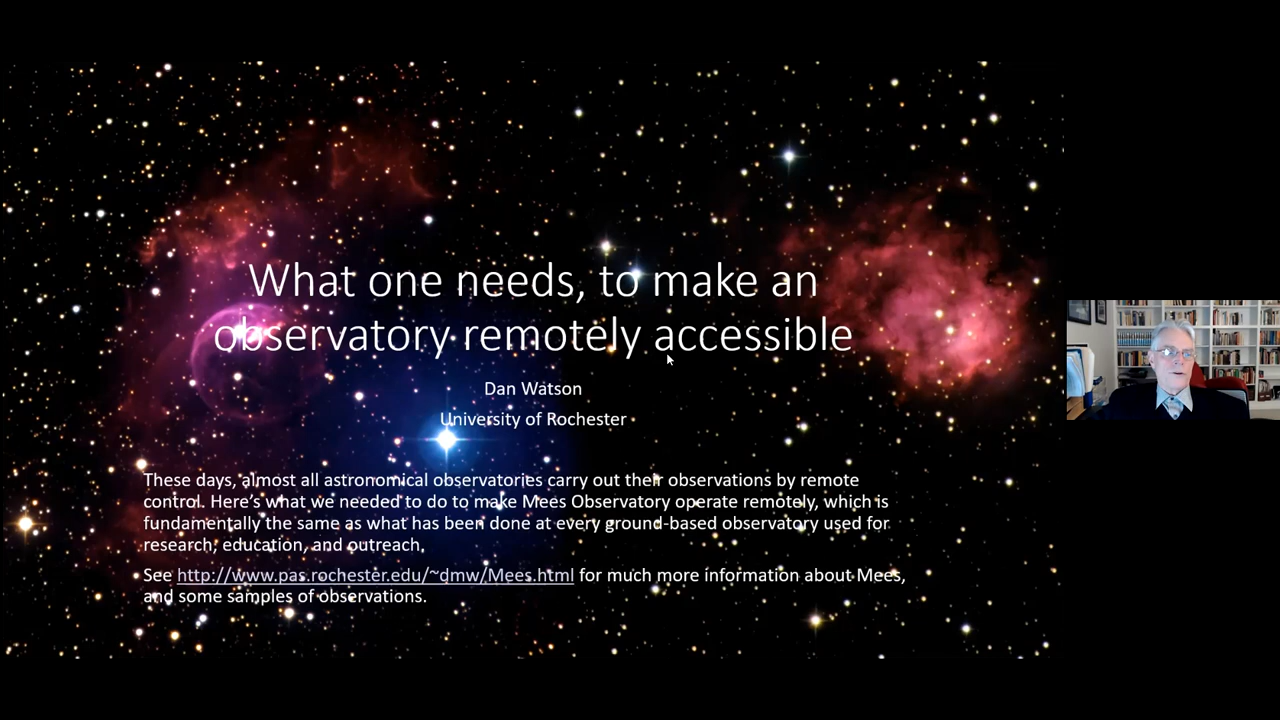 What one needs, to make an
observatory remotely accessible
Dan Watson
University of Rochester
These days, almost all astronomical observatories carry out their observations by remote
control. Here’s what we needed to do to make Mees Observatory operate remotely, which is
fundamentally the same as what has been done at every ground-based observatory used for
research, education, and outreach.
See http://www.pas.rochester.edu/~dmw/Mees.html for much more information about Mees,
and some samples of observations.